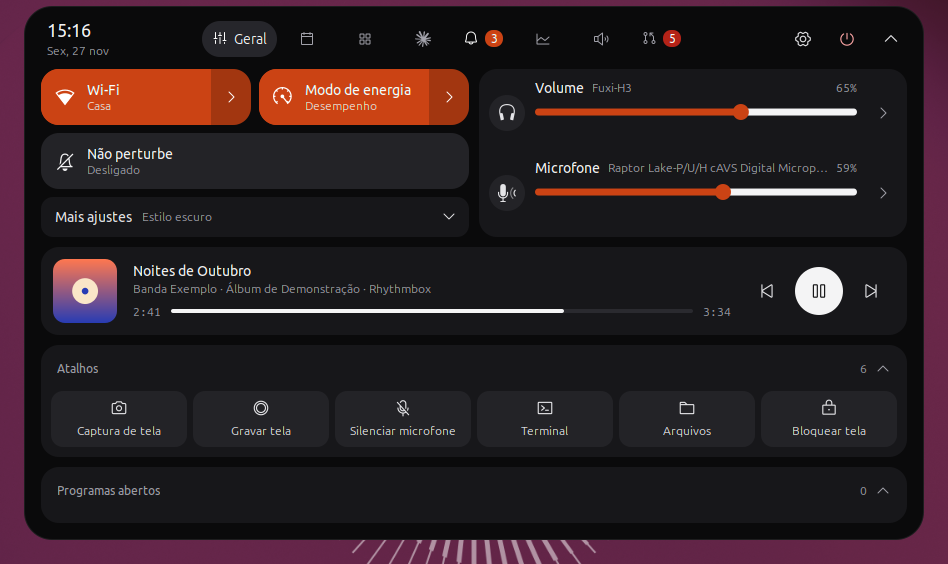 15:16
Sex, 27 nov
Geral
3
5
Wi-Fi
Casa
Modo de energia
Desempenho
Não perturbe
Desligado
Mais ajustes Estilo escuro
Volume Fuxi-H3 65%
Microfone Raptor Lake-P/U/H cAVS Digital Microp… 59%
Noites de Outubro
Banda Exemplo · Álbum de Demonstração · Rhythmbox
2:41 3:34
Atalhos 6
Captura de tela
Gravar tela
Silenciar microfone
Terminal
Arquivos
Bloquear tela
Programas abertos 0